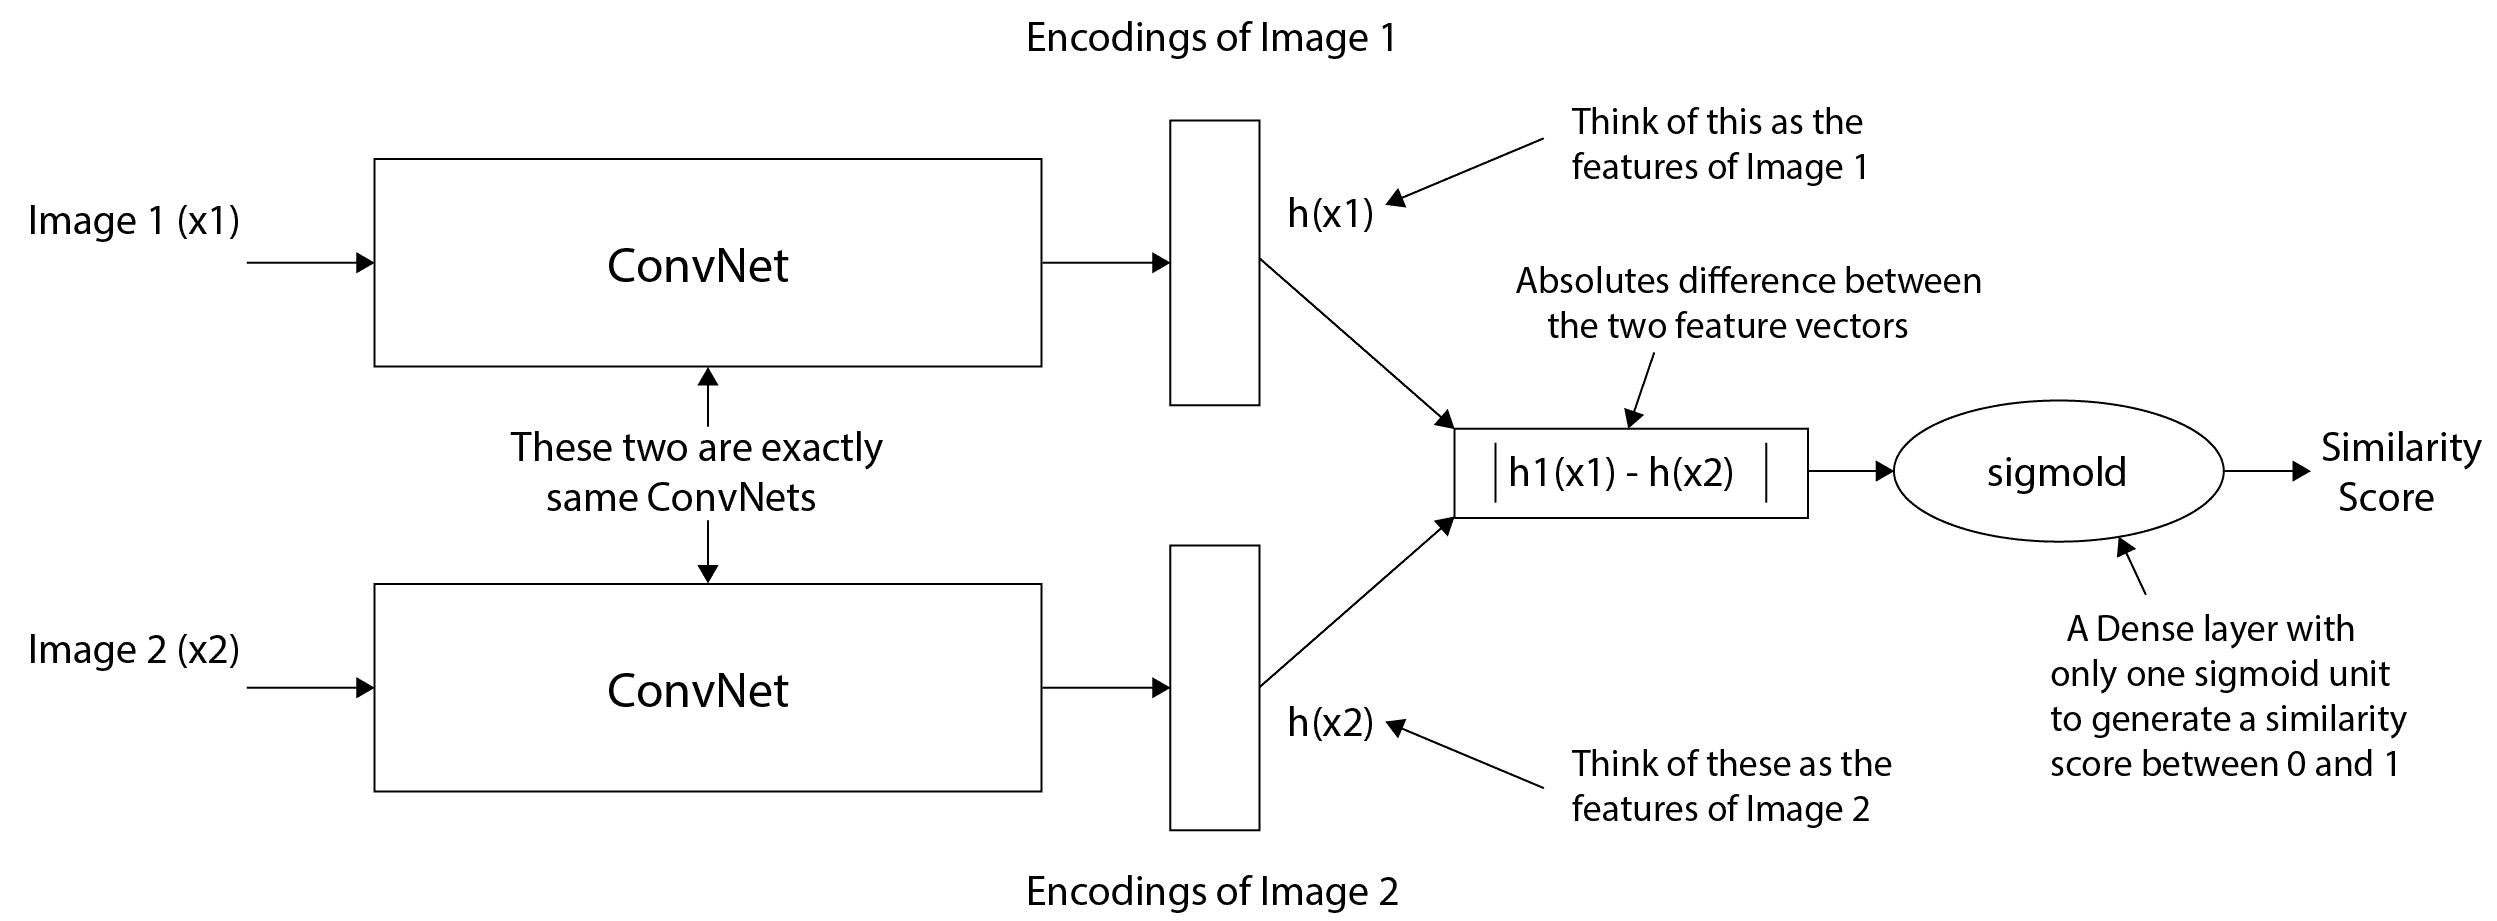 Encodings of Image 1
Think of this as the
features of Image 1
Image 1 (x1)
ConvNet
h(x1)
Absolutes difference between
the two feature vectors
These two are exactly
same ConvNets
| h1(x1) - h(x2) |
sigmold
Similarity
Score
Image 2 (x2)
ConvNet
h(x2)
Think of these as the
features of Image 2
A Dense layer with
only one sigmoid unit
to generate a similarity
score between 0 and 1
Encodings of Image 2